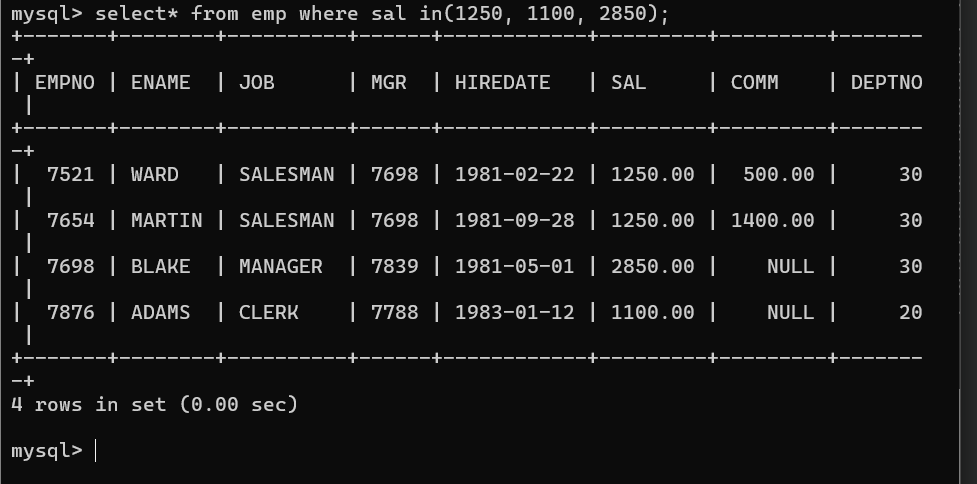 mysql> select* from emp where sal in(1250, 1100, 2850);
+-------+--------+----------+------+------------+---------+---------+-------
-+
| EMPNO | ENAME  | JOB      | MGR  | HIREDATE   | SAL     | COMM    | DEPTNO
 |
+-------+--------+----------+------+------------+---------+---------+-------
-+
|  7521 | WARD   | SALESMAN | 7698 | 1981-02-22 | 1250.00 |  500.00 |     30
 |
|  7654 | MARTIN | SALESMAN | 7698 | 1981-09-28 | 1250.00 | 1400.00 |     30
 |
|  7698 | BLAKE  | MANAGER  | 7839 | 1981-05-01 | 2850.00 |    NULL |     30
 |
|  7876 | ADAMS  | CLERK    | 7788 | 1983-01-12 | 1100.00 |    NULL |     20
 |
+-------+--------+----------+------+------------+---------+---------+-------
-+
4 rows in set (0.00 sec)
mysql>